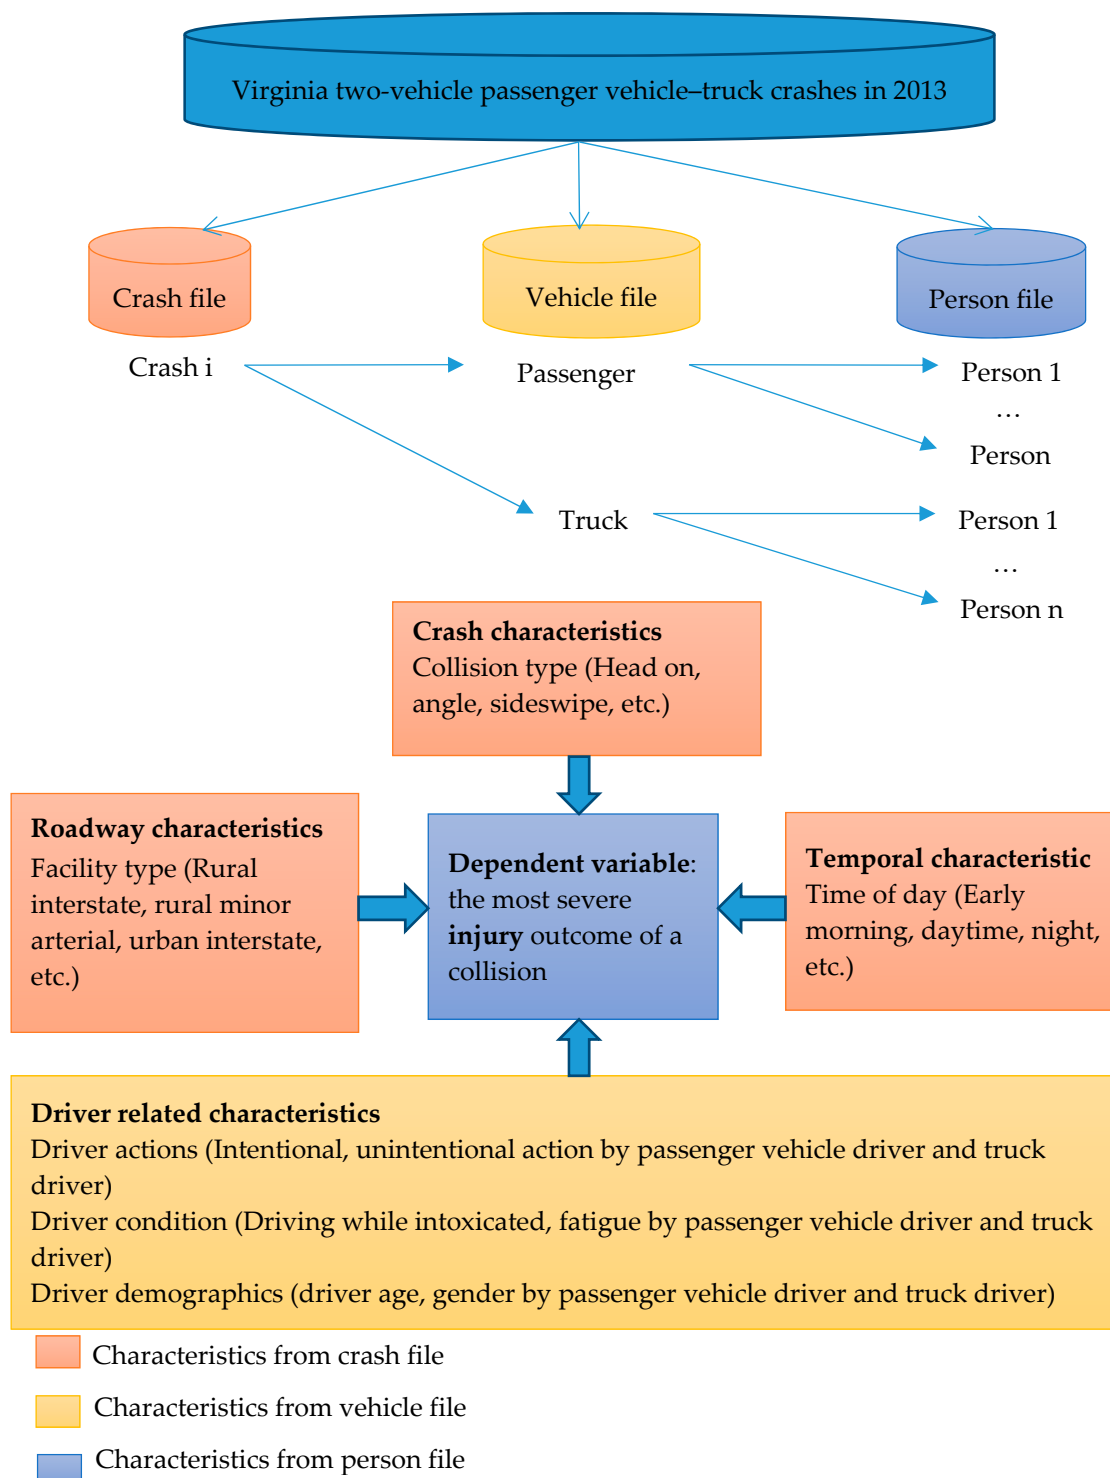 Virginia two-vehicle passenger vehicle–truck crashes in 2013
Crash file
Vehicle file
Person file
Crash i
Passenger
Person 1
…
Person
Truck
Person 1
…
Person n
Crash characteristics
Collision type (Head on,
angle, sideswipe, etc.)
Roadway characteristics
Facility type (Rural
interstate, rural minor
arterial, urban interstate,
etc.)
Dependent variable:
the most severe
injury outcome of a
collision
Temporal characteristic
Time of day (Early
morning, daytime, night,
etc.)
Driver related characteristics
Driver actions (Intentional, unintentional action by passenger vehicle driver and truck
driver)
Driver condition (Driving while intoxicated, fatigue by passenger vehicle driver and truck
driver)
Driver demographics (driver age, gender by passenger vehicle driver and truck driver)
Characteristics from crash file
Characteristics from vehicle file
Characteristics from person file